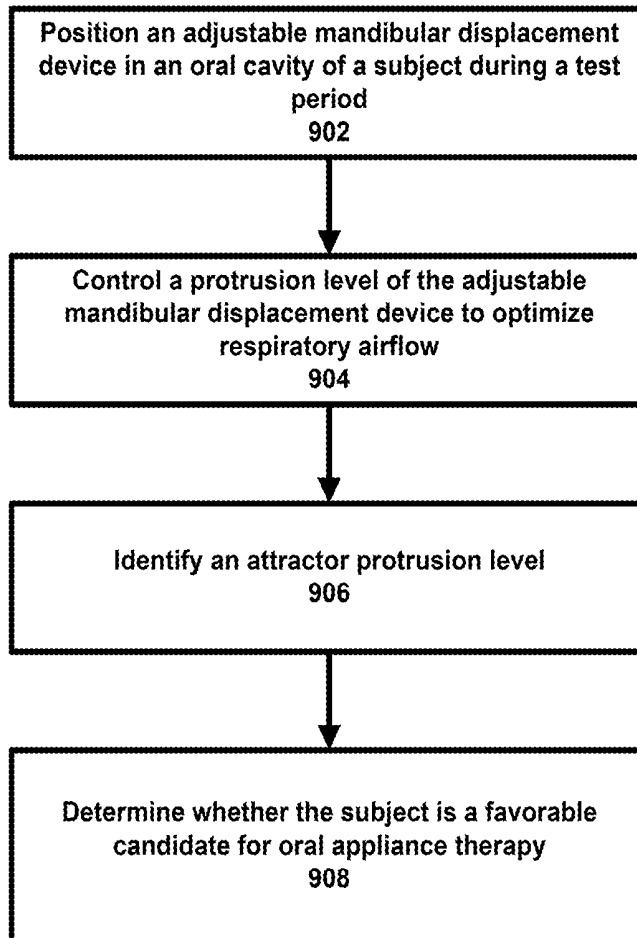 Position an adjustable mandibular displacement
device in an oral cavity of a subject during a test
period
902
Control a protrusion level of the adjustable
mandibular displacement device to optimize
respiratory airflow
904
Identify an attractor protrusion level
906
Determine whether the subject is a favorable
candidate for oral appliance therapy
908